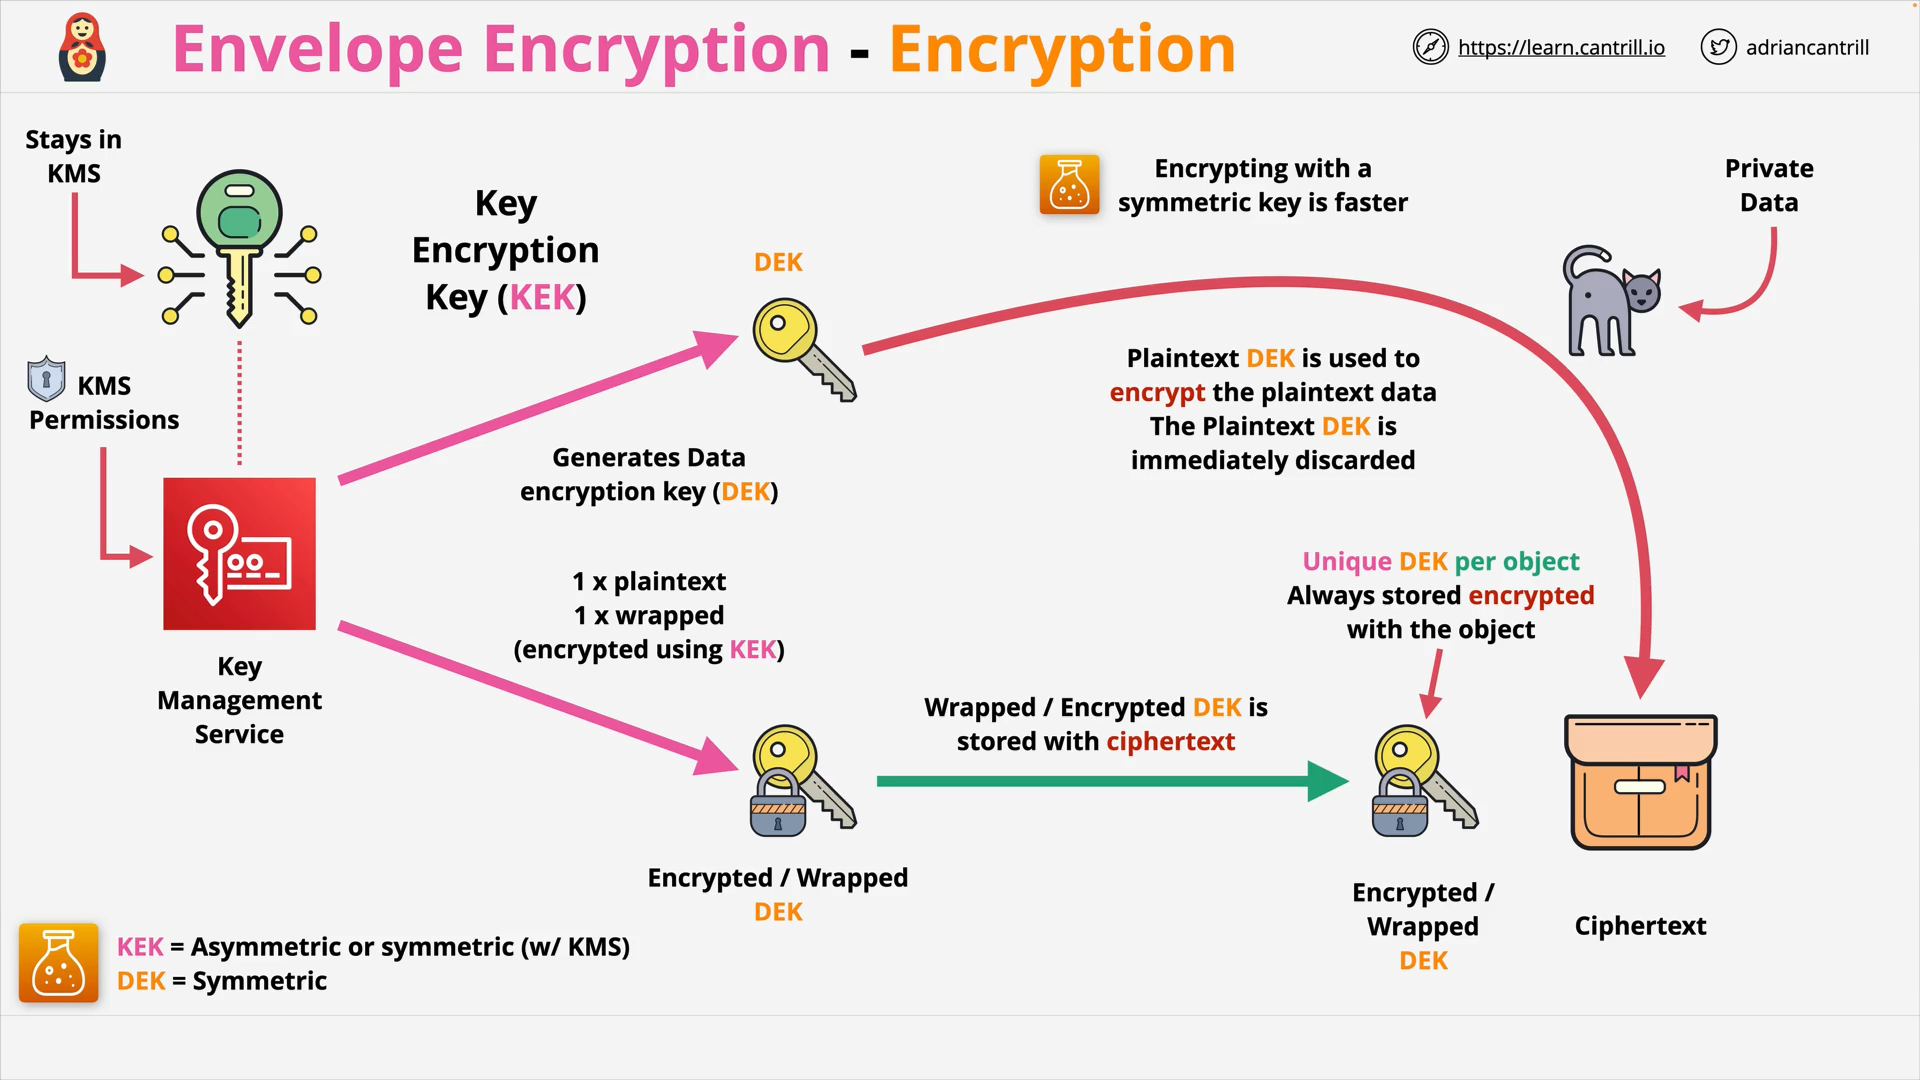 Envelope Encryption - Encryption
https://learn.cantrill.io
adriancantrill
Stays in
KMS
Key
Encryption
Key (KEK)
DEK
Encrypting with a
symmetric key is faster
Private
Data
KMS
Permissions
Generates Data
encryption key (DEK)
Plaintext DEK is used to
encrypt the plaintext data
The Plaintext DEK is
immediately discarded
1 x plaintext
1 x wrapped
(encrypted using KEK)
Unique DEK per object
Always stored encrypted
with the object
Key
Management
Service
Wrapped / Encrypted DEK is
stored with ciphertext
Encrypted / Wrapped
DEK
Encrypted /
Wrapped
DEK
Ciphertext
KEK = Asymmetric or symmetric (w/ KMS)
DEK = Symmetric